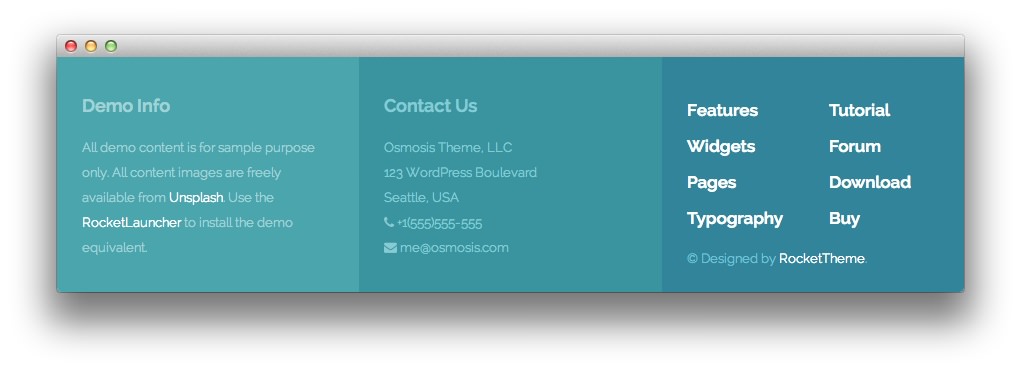 Demo Info
All demo content is for sample purpose
only. All content images are freely
available from Unsplash. Use the
RocketLauncher to install the demo
equivalent.
Contact Us
Osmosis Theme, LLC
123 WordPress Boulevard
Seattle, USA
+1(555)555-555
me@osmosis.com
Features
Widgets
Pages
Typography
Tutorial
Forum
Download
Buy
© Designed by RocketTheme.